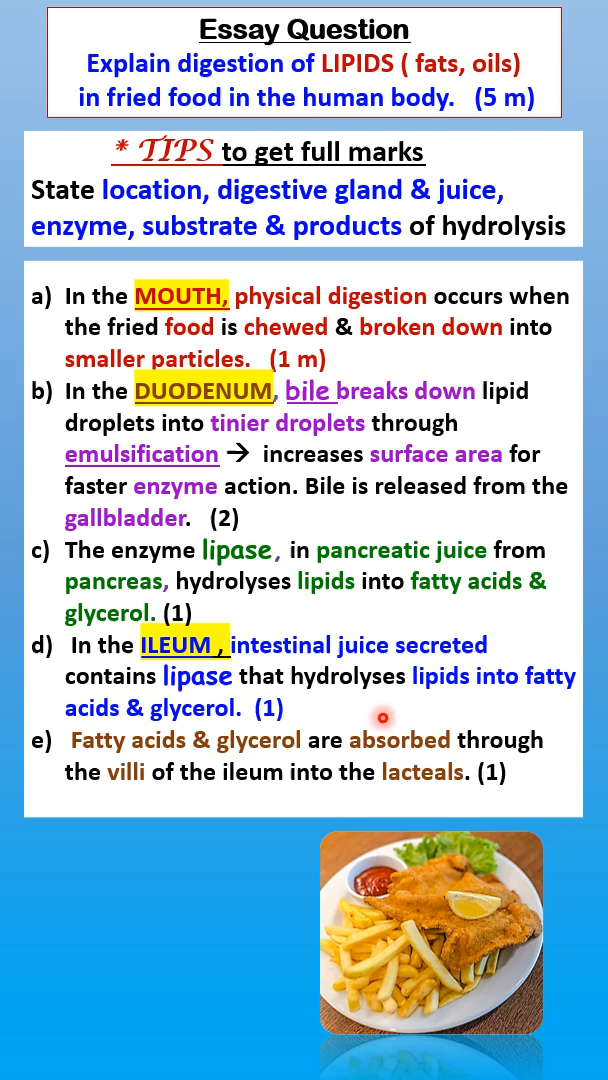 Essay Question
Explain digestion of LIPIDS ( fats, oils)
in fried food in the human body.   (5 m)
* TIPS to get full marks
State location, digestive gland & juice,
enzyme, substrate & products of hydrolysis
a) In the MOUTH, physical digestion occurs when
the fried food is chewed & broken down into
smaller particles.   (1 m)
b) In the DUODENUM, bile breaks down lipid
droplets into tinier droplets through
emulsification → increases surface area for
faster enzyme action. Bile is released from the
gallbladder.   (2)
c) The enzyme lipase, in pancreatic juice from
pancreas, hydrolyses lipids into fatty acids &
glycerol. (1)
d) In the ILEUM , intestinal juice secreted
contains lipase that hydrolyses lipids into fatty
acids & glycerol.  (1)
e) Fatty acids & glycerol are absorbed through
the villi of the ileum into the lacteals. (1)